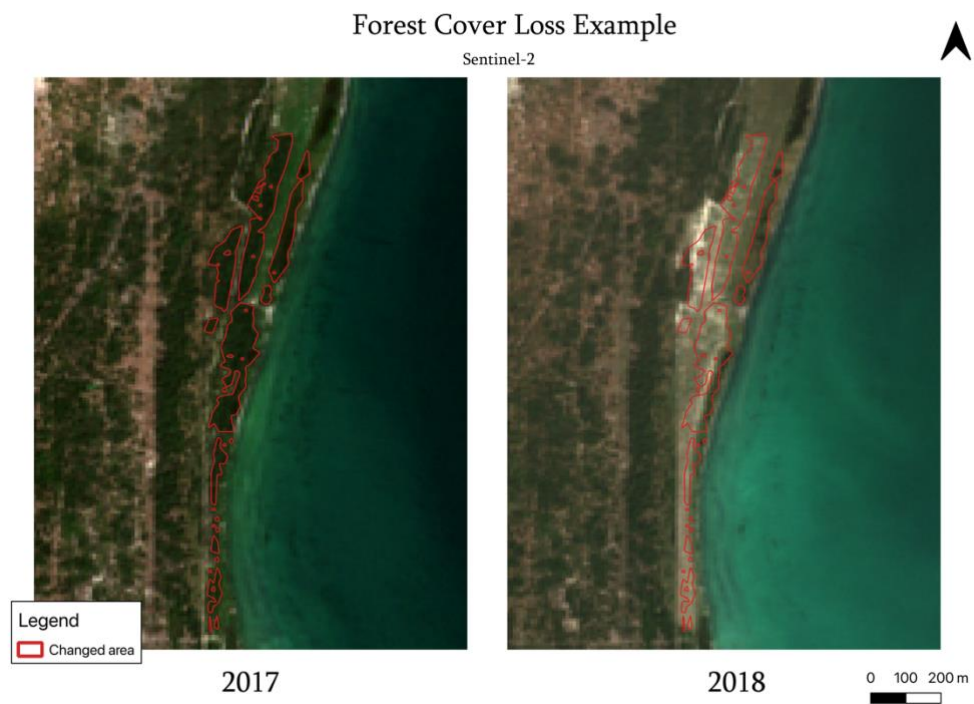 Forest Cover Loss Example
Sentinel-2
Legend
Changed area
2017
2018
0 100 200 m